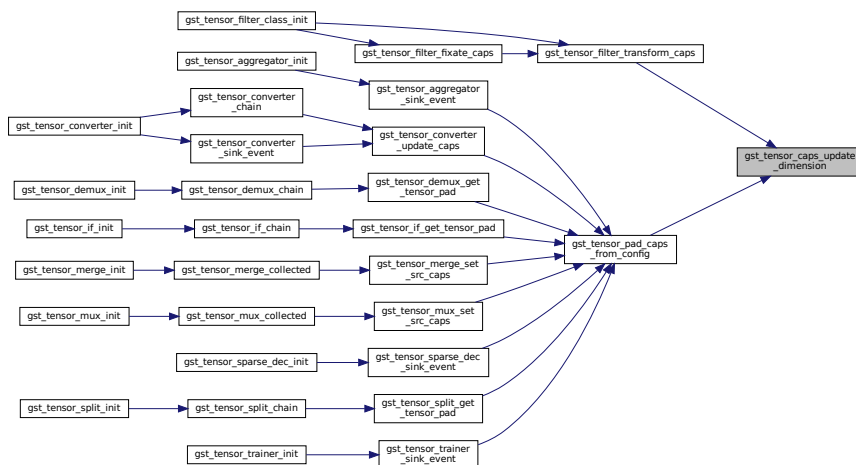 gst_tensor_filter_class_init
gst_tensor_filter_fixate_caps
gst_tensor_filter_transform_caps
gst_tensor_aggregator_init
gst_tensor_aggregator
_sink_event
gst_tensor_converter
_chain
gst_tensor_converter_init
gst_tensor_converter
_sink_event
gst_tensor_converter
_update_caps
gst_tensor_caps_update
_dimension
gst_tensor_demux_init
gst_tensor_demux_chain
gst_tensor_demux_get
_tensor_pad
gst_tensor_if_init
gst_tensor_if_chain
gst_tensor_if_get_tensor_pad
gst_tensor_pad_caps
_from_config
gst_tensor_merge_init
gst_tensor_merge_collected
gst_tensor_merge_set
_src_caps
gst_tensor_mux_init
gst_tensor_mux_collected
gst_tensor_mux_set
_src_caps
gst_tensor_sparse_dec_init
gst_tensor_sparse_dec
_sink_event
gst_tensor_split_init
gst_tensor_split_chain
gst_tensor_split_get
_tensor_pad
gst_tensor_trainer_init
gst_tensor_trainer
_sink_event